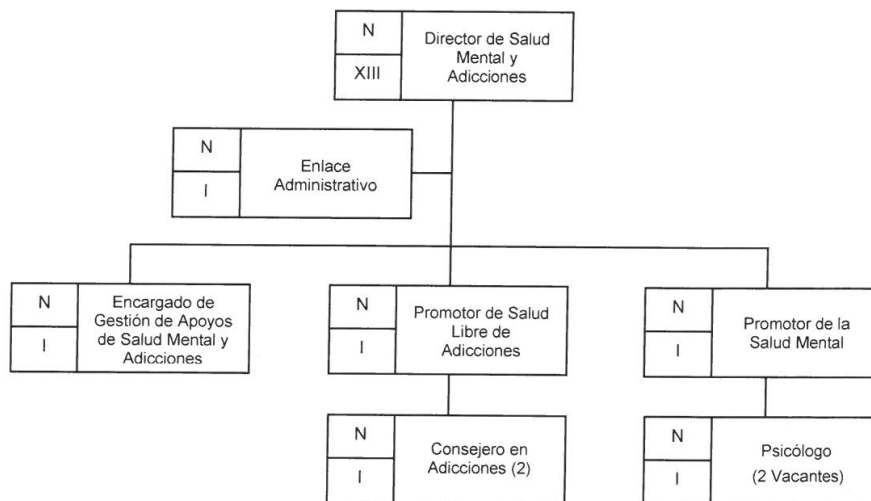 N
XIII
Director de Salud
Mental y
Adicciones
N
I
Enlace
Administrativo
N
I
Encargado de
Gestión de Apoyos
de Salud Mental y
Adicciones
N
I
Promotor de Salud
Libre de
Adicciones
N
I
Promotor de la
Salud Mental
N
I
Consejero en
Adicciones (2)
N
I
Psicólogo
(2 Vacantes)